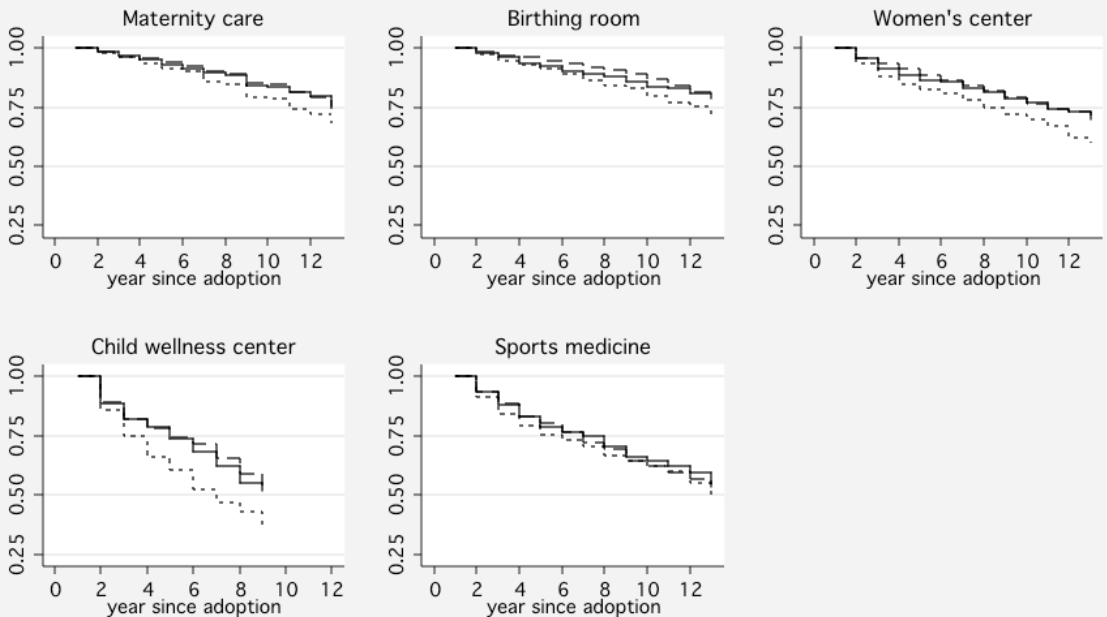 Maternity care
1.00
0.75
0.50
0.25
0 2 4 6 8 10 12
year since adoption
Birthing room
1.00
0.75
0.50
0.25
0 2 4 6 8 10 12
year since adoption
Women's center
1.00
0.75
0.50
0.25
0 2 4 6 8 10 12
year since adoption
Child wellness center
1.00
0.75
0.50
0.25
0 2 4 6 8 10 12
year since adoption
Sports medicine
1.00
0.75
0.50
0.25
0 2 4 6 8 10 12
year since adoption